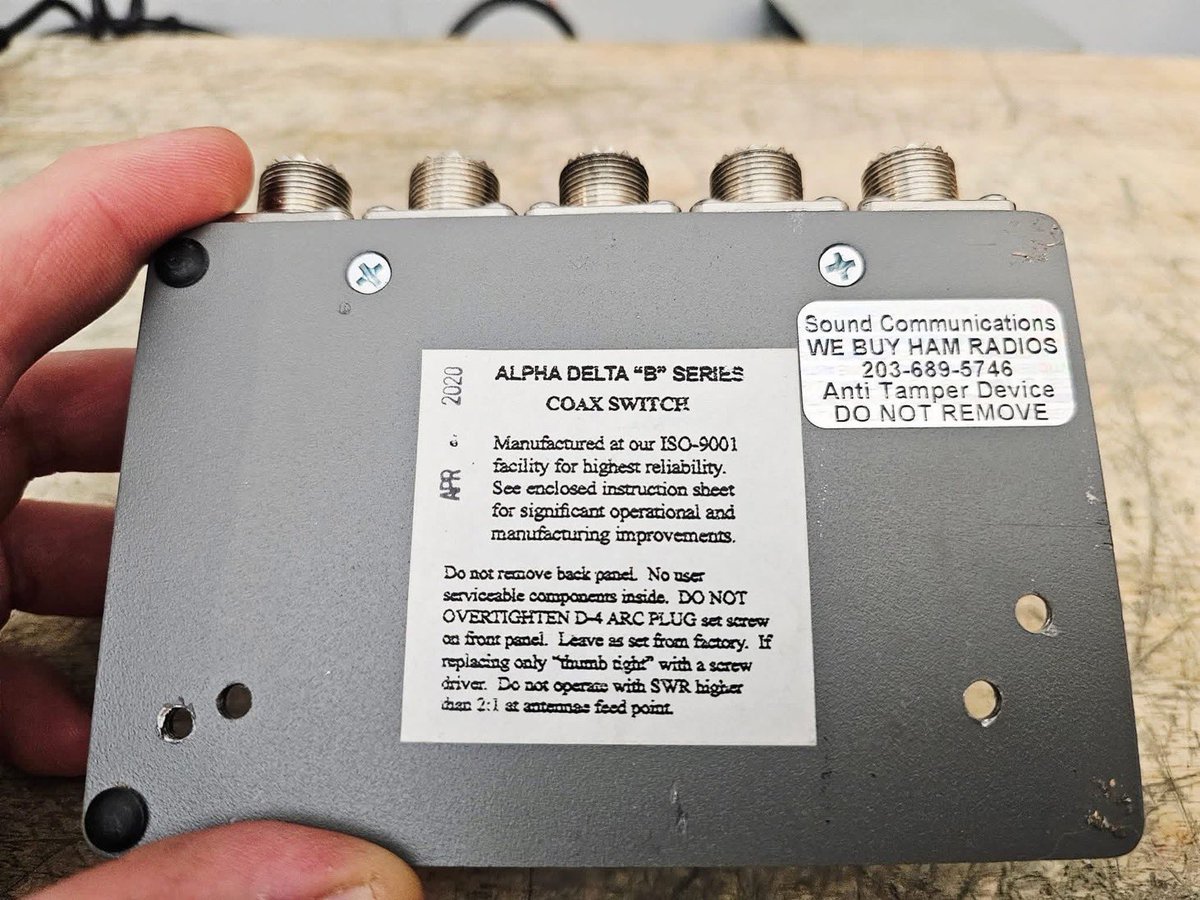 Sound Communications
WE BUY HAM RADIOS
203-689-5746
Anti Tamper Device
DO NOT REMOVE
APR 2020
ALPHA DELTA “B” SERIES
COAX SWITCH
Manufactured at our ISO-9001
facility for highest reliability.
See enclosed instruction sheet
for significant operational and
manufacturing improvements.
Do not remove back panel. No user
serviceable components inside. DO NOT
OVERTIGHTEN D-4 ARC PLUG set screw
on front panel. Leave as set from factory. If
replacing only “thumb tight” with a screw
driver. Do not operate with SWR higher
than 2:1 at antennas feed point.